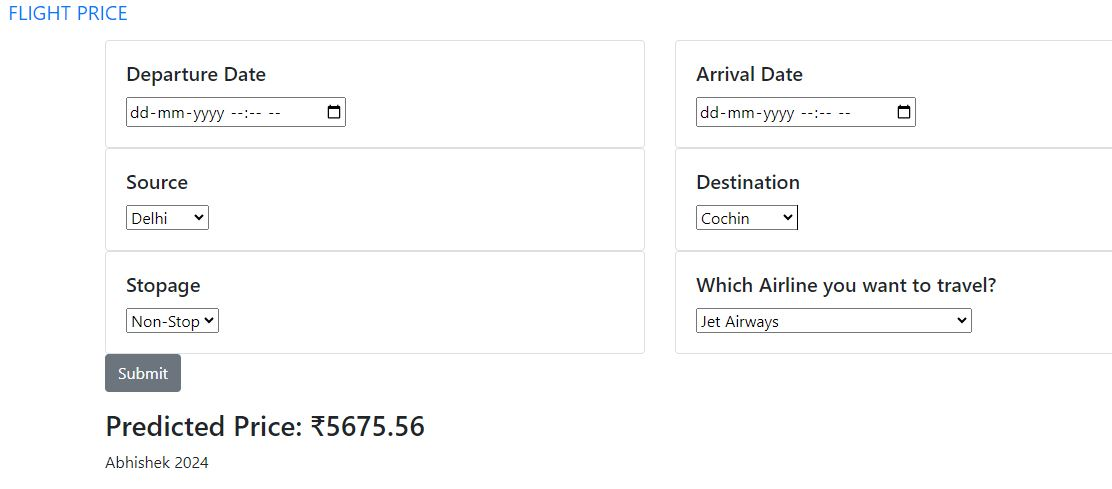 FLIGHT PRICE
Departure Date
Arrival Date
dd-mm-yyyy --:-- --
dd-mm-yyyy --:-- --
Source
Destination
Delhi
Cochin
Stopage
Which Airline you want to travel?
Non-Stop
Jet Airways
Submit
Predicted Price: ₹5675.56
Abhishek 2024